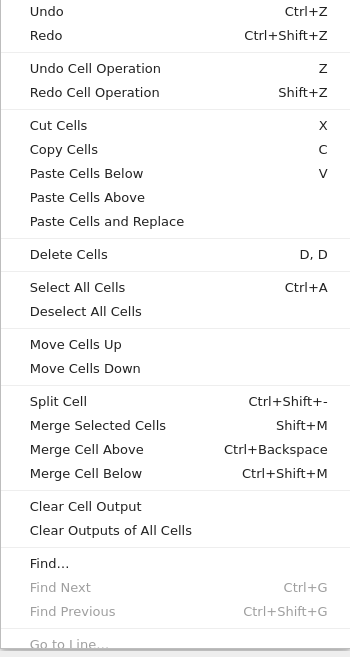 Undo Ctrl+Z
Redo Ctrl+Shift+Z
Undo Cell Operation Z
Redo Cell Operation Shift+Z
Cut Cells X
Copy Cells C
Paste Cells Below V
Paste Cells Above
Paste Cells and Replace
Delete Cells D, D
Select All Cells Ctrl+A
Deselect All Cells
Move Cells Up
Move Cells Down
Split Cell Ctrl+Shift+-
Merge Selected Cells Shift+M
Merge Cell Above Ctrl+Backspace
Merge Cell Below Ctrl+Shift+M
Clear Cell Output
Clear Outputs of All Cells
Find…
Find Next Ctrl+G
Find Previous Ctrl+Shift+G
Go to Line…